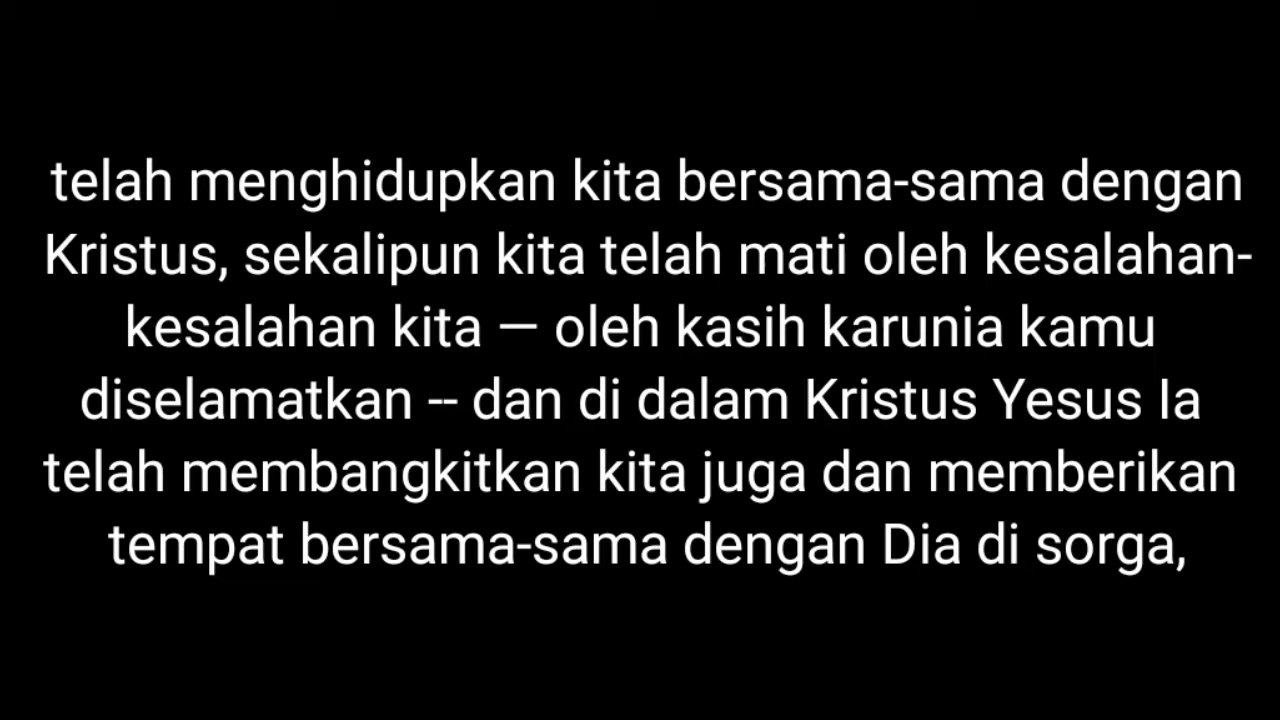 telah menghidupkan kita bersama-sama dengan
Kristus, sekalipun kita telah mati oleh kesalahan-
kesalahan kita — oleh kasih karunia kamu
diselamatkan -- dan di dalam Kristus Yesus Ia
telah membangkitkan kita juga dan memberikan
tempat bersama-sama dengan Dia di sorga,